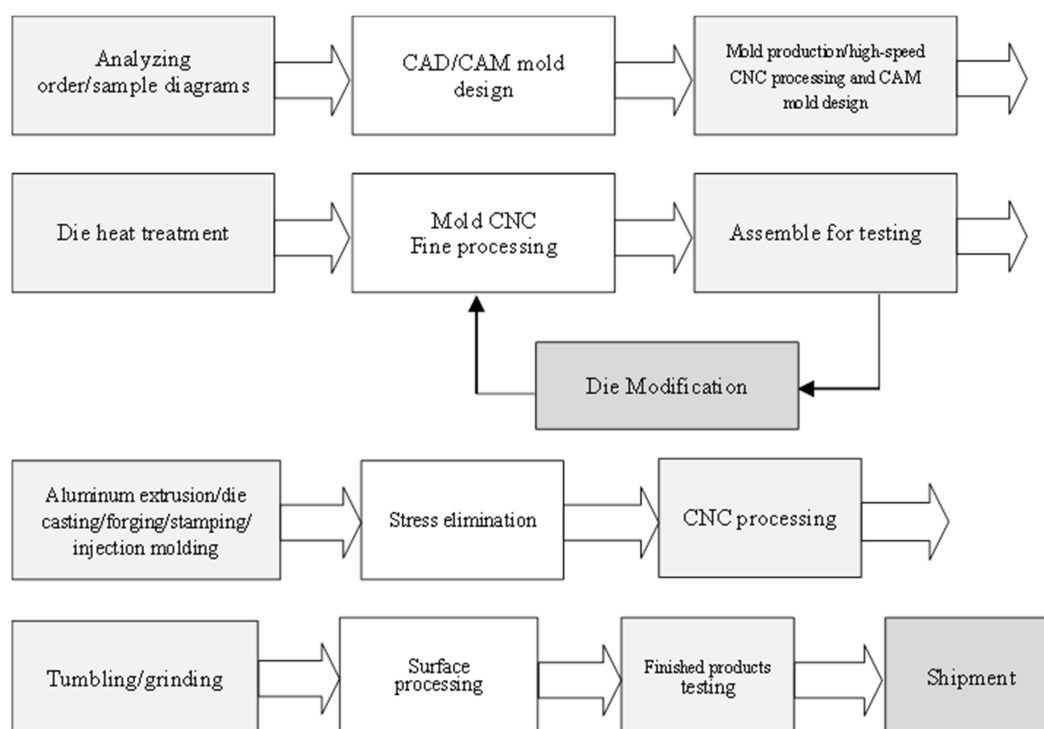 Analyzing
order/sample diagrams
CAD/CAM mold
design
Mold production/high-speed
CNC processing and CAM
mold design
Die heat treatment
Mold CNC
Fine processing
Assemble for testing
Die Modification
Aluminum extrusion/die
casting/forging/stamping/
injection molding
Stress elimination
CNC processing
Tumbling/grinding
Surface
processing
Finished products
testing
Shipment